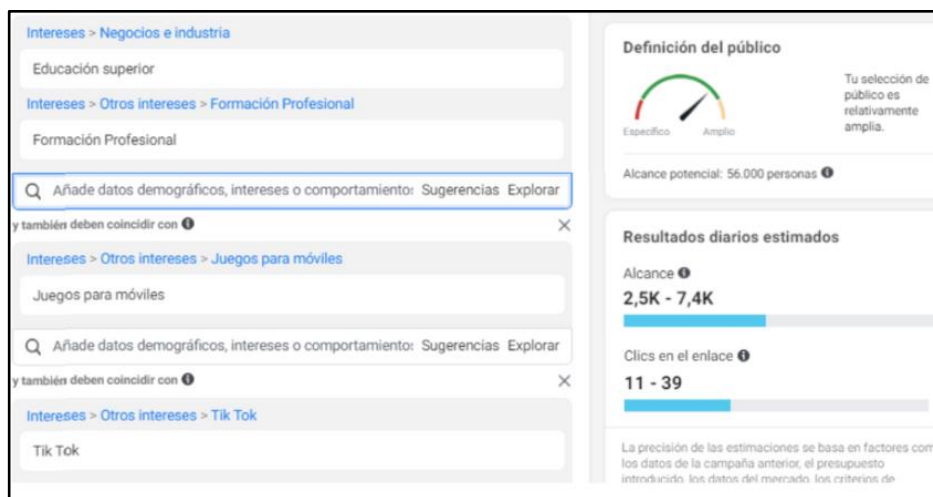 Intereses > Negocios e industria
Educación superior
Intereses > Otros intereses > Formación Profesional
Formación Profesional
Añade datos demográficos, intereses o comportamiento: Sugerencias Explorar
y también deben coincidir con
Intereses > Otros intereses > Juegos para móviles
Juegos para móviles
Añade datos demográficos, intereses o comportamiento: Sugerencias Explorar
y también deben coincidir con
Intereses > Otros intereses > Tik Tok
Tik Tok
Definición del público
Específico Amplio
Tu selección de
público es
relativamente
amplia.
Alcance potencial: 56.000 personas
Resultados diarios estimados
Alcance
2,5K - 7,4K
Clics en el enlace
11 - 39
La precisión de las estimaciones se basa en factores com
los datos de la campaña anterior, el presupuesto
introducido, los datos del mercado, los criterios de